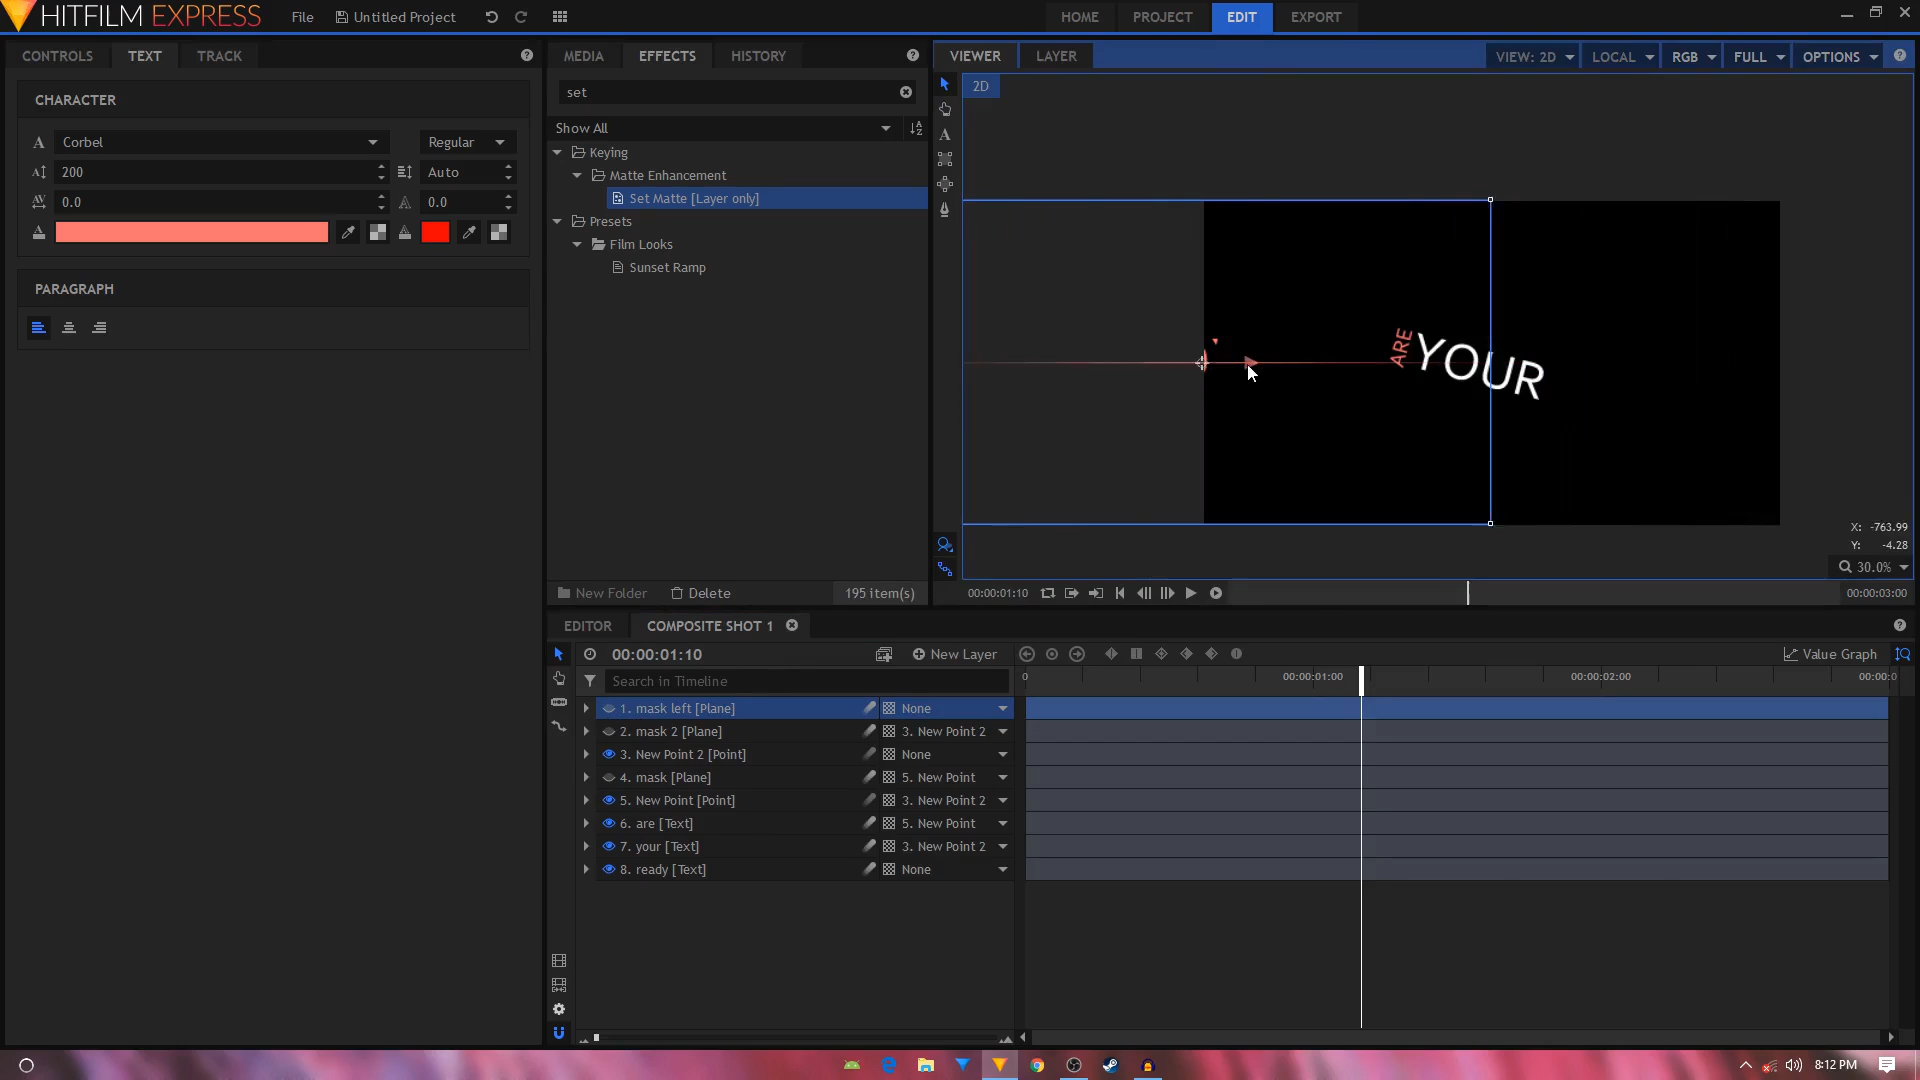 HITFILM EXPRESS
File
Untitled Project
HOME
PROJECT
EDIT
EXPORT
CONTROLS
TEXT
TRACK
CHARACTER
A Corbel
Regular
200
Auto
0.0
0.0
PARAGRAPH
MEDIA
EFFECTS
HISTORY
set
Show All
Keying
Matte Enhancement
Set Matte [Layer only]
Presets
Film Looks
Sunset Ramp
New Folder
Delete
195 item(s)
VIEWER
LAYER
VIEW: 2D
LOCAL
RGB
FULL
OPTIONS
2D
ARE
YOUR
X: -763.99
Y: -4.28
30.0%
00:00:01:10
00:00:03:00
EDITOR
COMPOSITE SHOT 1
00:00:01:10
New Layer
Value Graph
Search in Timeline
0
00:00:01:00
00:00:02:00
00:00:0
1. mask left [Plane] None
2. mask 2 [Plane] 3. New Point 2
3. New Point 2 [Point] None
4. mask [Plane] 5. New Point
5. New Point [Point] 3. New Point 2
6. are [Text] 5. New Point
7. your [Text] 3. New Point 2
8. ready [Text] None
8:12 PM